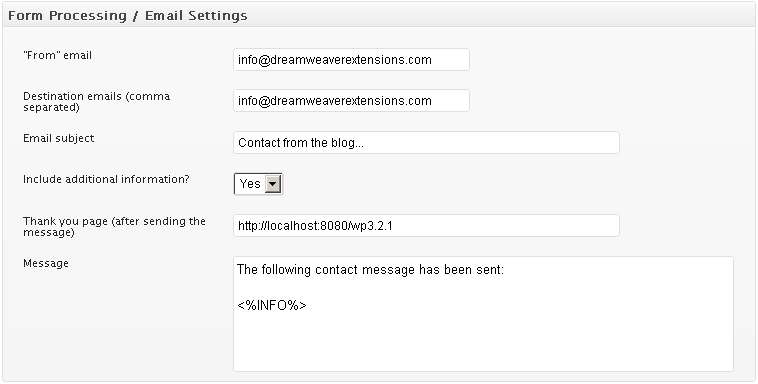 Form Processing / Email Settings
"From" email
info@dreamweaverextensions.com
Destination emails (comma
separated)
info@dreamweaverextensions.com
Email subject
Contact from the blog...
Include additional information?
Yes
Thank you page (after sending the
message)
http://localhost:8080/wp3.2.1
Message
The following contact message has been sent:
<%INFO%>